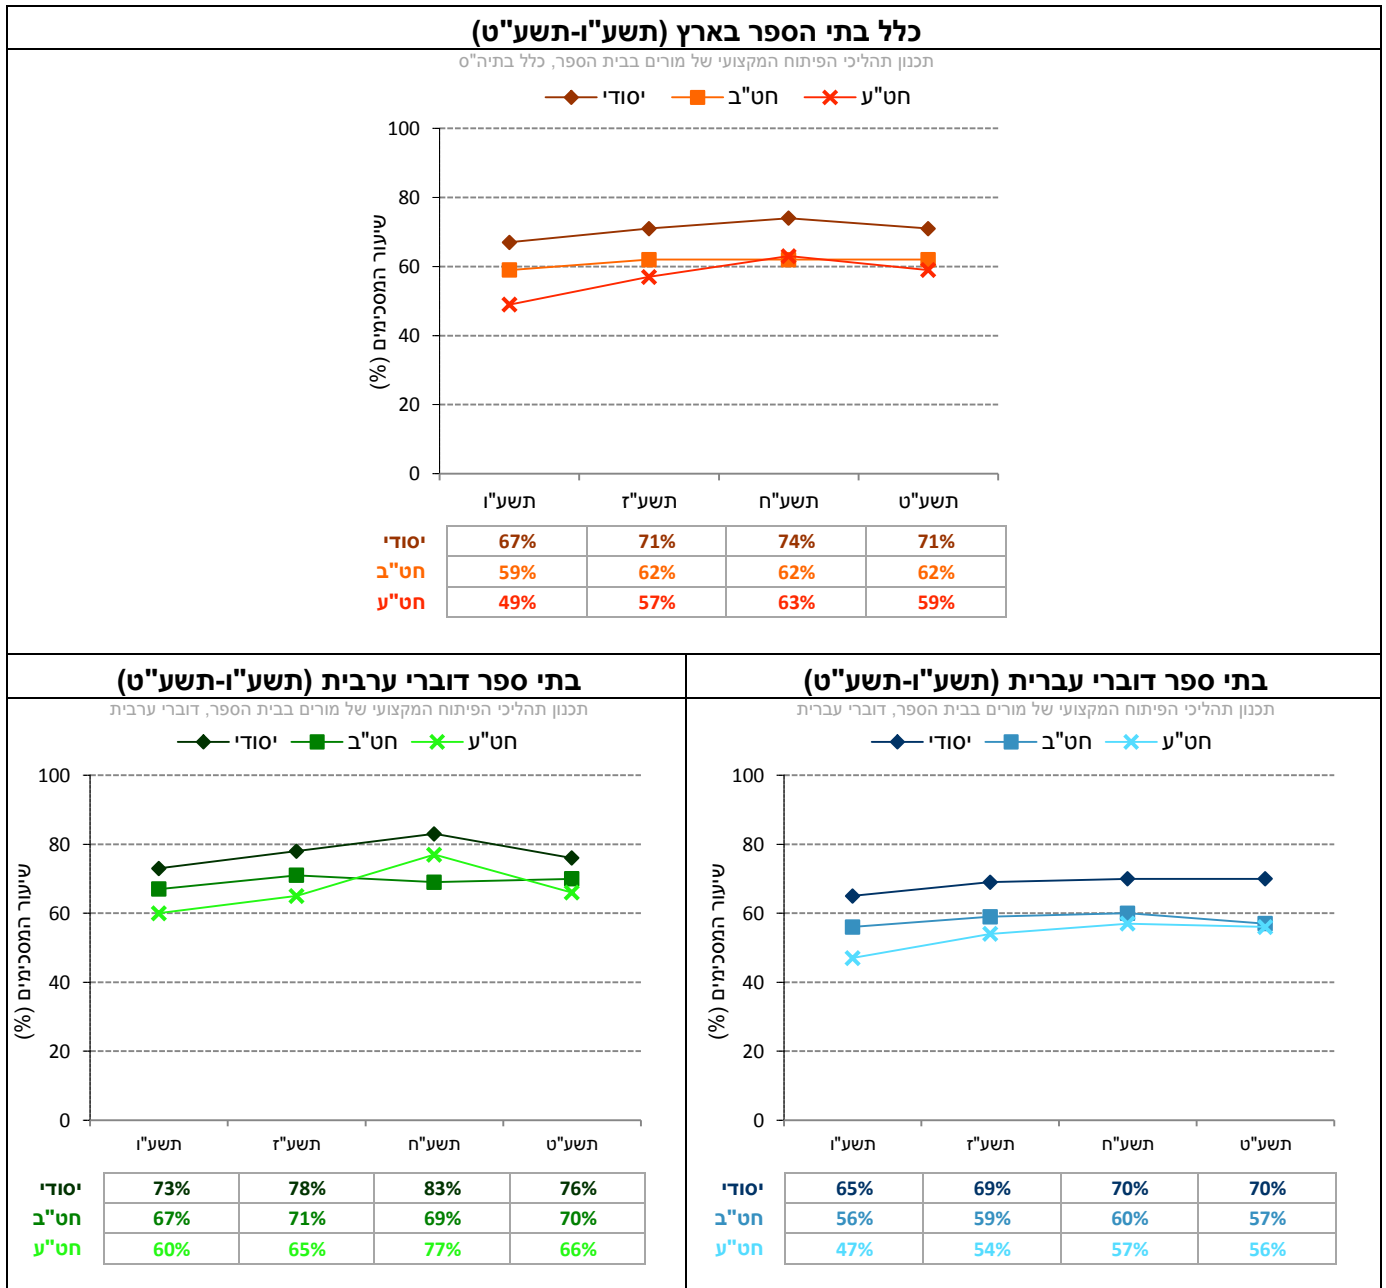 כלל בתי הספר בארץ (תשע"ו-תשע"ט)
תכנון תהליכי הפיתוח המקצועי של מורים בבית הספר, כלל בתיה"ס
יסודי חט"ב חט"ע
שיעור המסכימים (%)
100
80
60
40
20
0
תשע"ו תשע"ז תשע"ח תשע"ט
יסודי 67% 71% 74% 71%
חט"ב 59% 62% 62% 62%
חט"ע 49% 57% 63% 59%
בתי ספר דוברי עברית (תשע"ו-תשע"ט)
תכנון תהליכי הפיתוח המקצועי של מורים בבית הספר, דוברי עברית
יסודי חט"ב חט"ע
שיעור המסכימים (%)
100
80
60
40
20
0
תשע"ו תשע"ז תשע"ח תשע"ט
יסודי 65% 69% 70% 70%
חט"ב 56% 59% 60% 57%
חט"ע 47% 54% 57% 56%
בתי ספר דוברי ערבית (תשע"ו-תשע"ט)
תכנון תהליכי הפיתוח המקצועי של מורים בבית הספר, דוברי ערבית
יסודי חט"ב חט"ע
שיעור המסכימים (%)
100
80
60
40
20
0
תשע"ו תשע"ז תשע"ח תשע"ט
יסודי 73% 78% 83% 76%
חט"ב 67% 71% 69% 70%
חט"ע 60% 65% 77% 66%